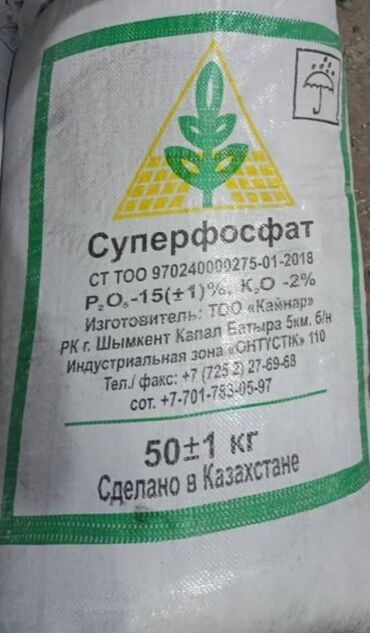 Суперфосфат
СТ ТОО 970240000275-01-2018
P₂O₅-15(±1)%, K₂O -2%
Изготовитель: ТОО «Кайнар»
РК г. Шымкент Капал Батыра 5км. б/н
Индустриальная зона «ОНТҮСТІК» 110
Тел./ факс: +7 (725 2) 27-69-68
сот. +7-701-783-05-97
50±1 кг
Сделано в Казахстане